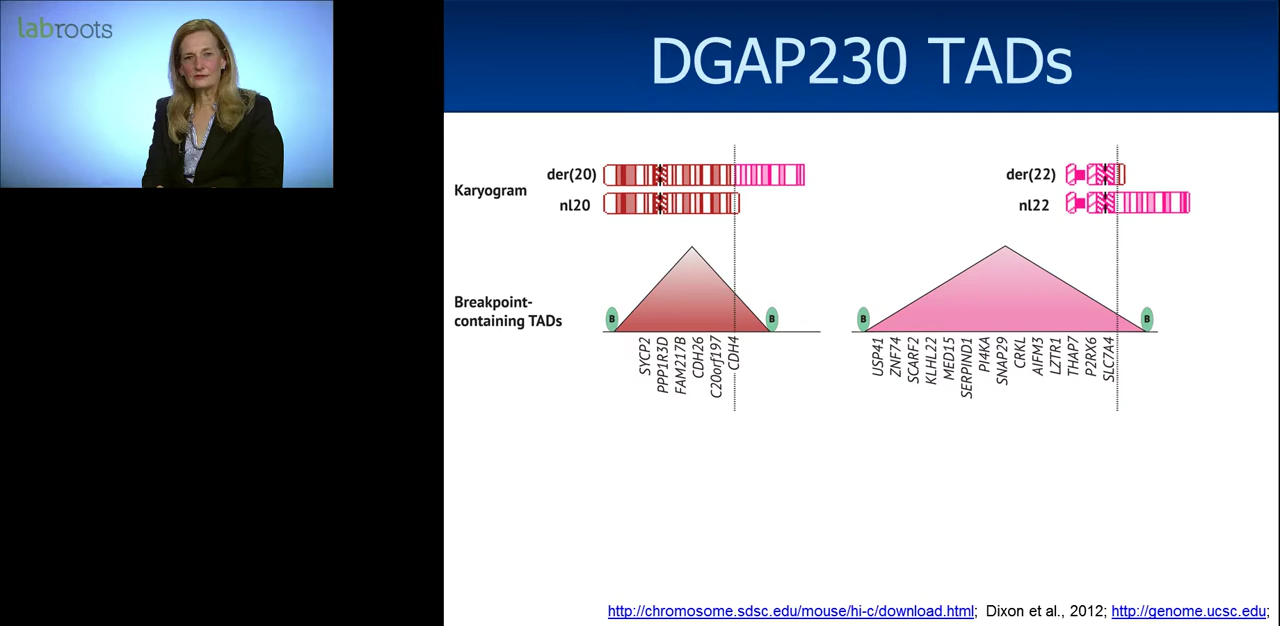 labroots
DGAP230 TADs
Karyogram
der(20)
nl20
der(22)
nl22
Breakpoint-
containing TADs
B
B
B
B
SYCP2
PPP1R3D
FAM217B
CDH26
C20orf197
CDH4
USP41
ZNF74
SCARF2
KLHL22
MED15
SERPIND1
PI4KA
SNAP29
CRKL
AIFM3
LZTR1
THAP7
P2RX6
SLC7A4
http://chromosome.sdsc.edu/mouse/hi-c/download.html; Dixon et al., 2012; http://genome.ucsc.edu;